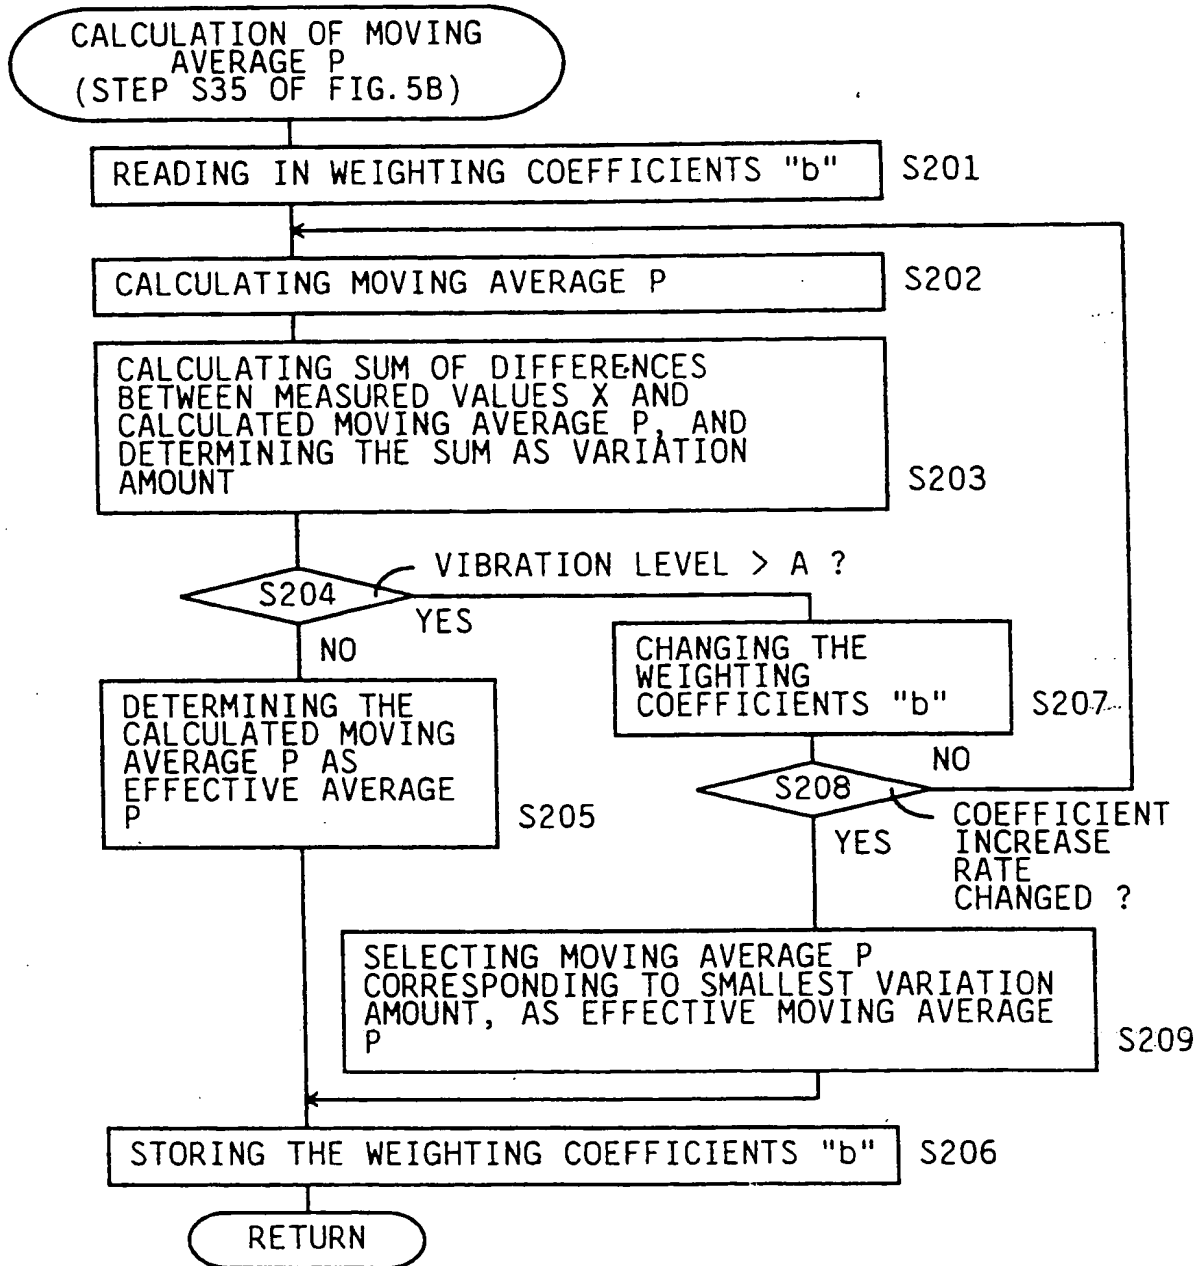 CALCULATION OF MOVING
AVERAGE P
(STEP S35 OF FIG.5B)
READING IN WEIGHTING COEFFICIENTS "b"
S201
CALCULATING MOVING AVERAGE P
S202
CALCULATING SUM OF DIFFERENCES
BETWEEN MEASURED VALUES X AND
CALCULATED MOVING AVERAGE P, AND
DETERMINING THE SUM AS VARIATION
AMOUNT
S203
VIBRATION LEVEL > A ?
S204
YES
NO
CHANGING THE
WEIGHTING
COEFFICIENTS "b"
S207
DETERMINING THE
CALCULATED MOVING
AVERAGE P AS
EFFECTIVE AVERAGE
P
S205
NO
S208
YES
COEFFICIENT
INCREASE
RATE
CHANGED ?
SELECTING MOVING AVERAGE P
CORRESPONDING TO SMALLEST VARIATION
AMOUNT, AS EFFECTIVE MOVING AVERAGE
P
S209
STORING THE WEIGHTING COEFFICIENTS "b"
S206
RETURN